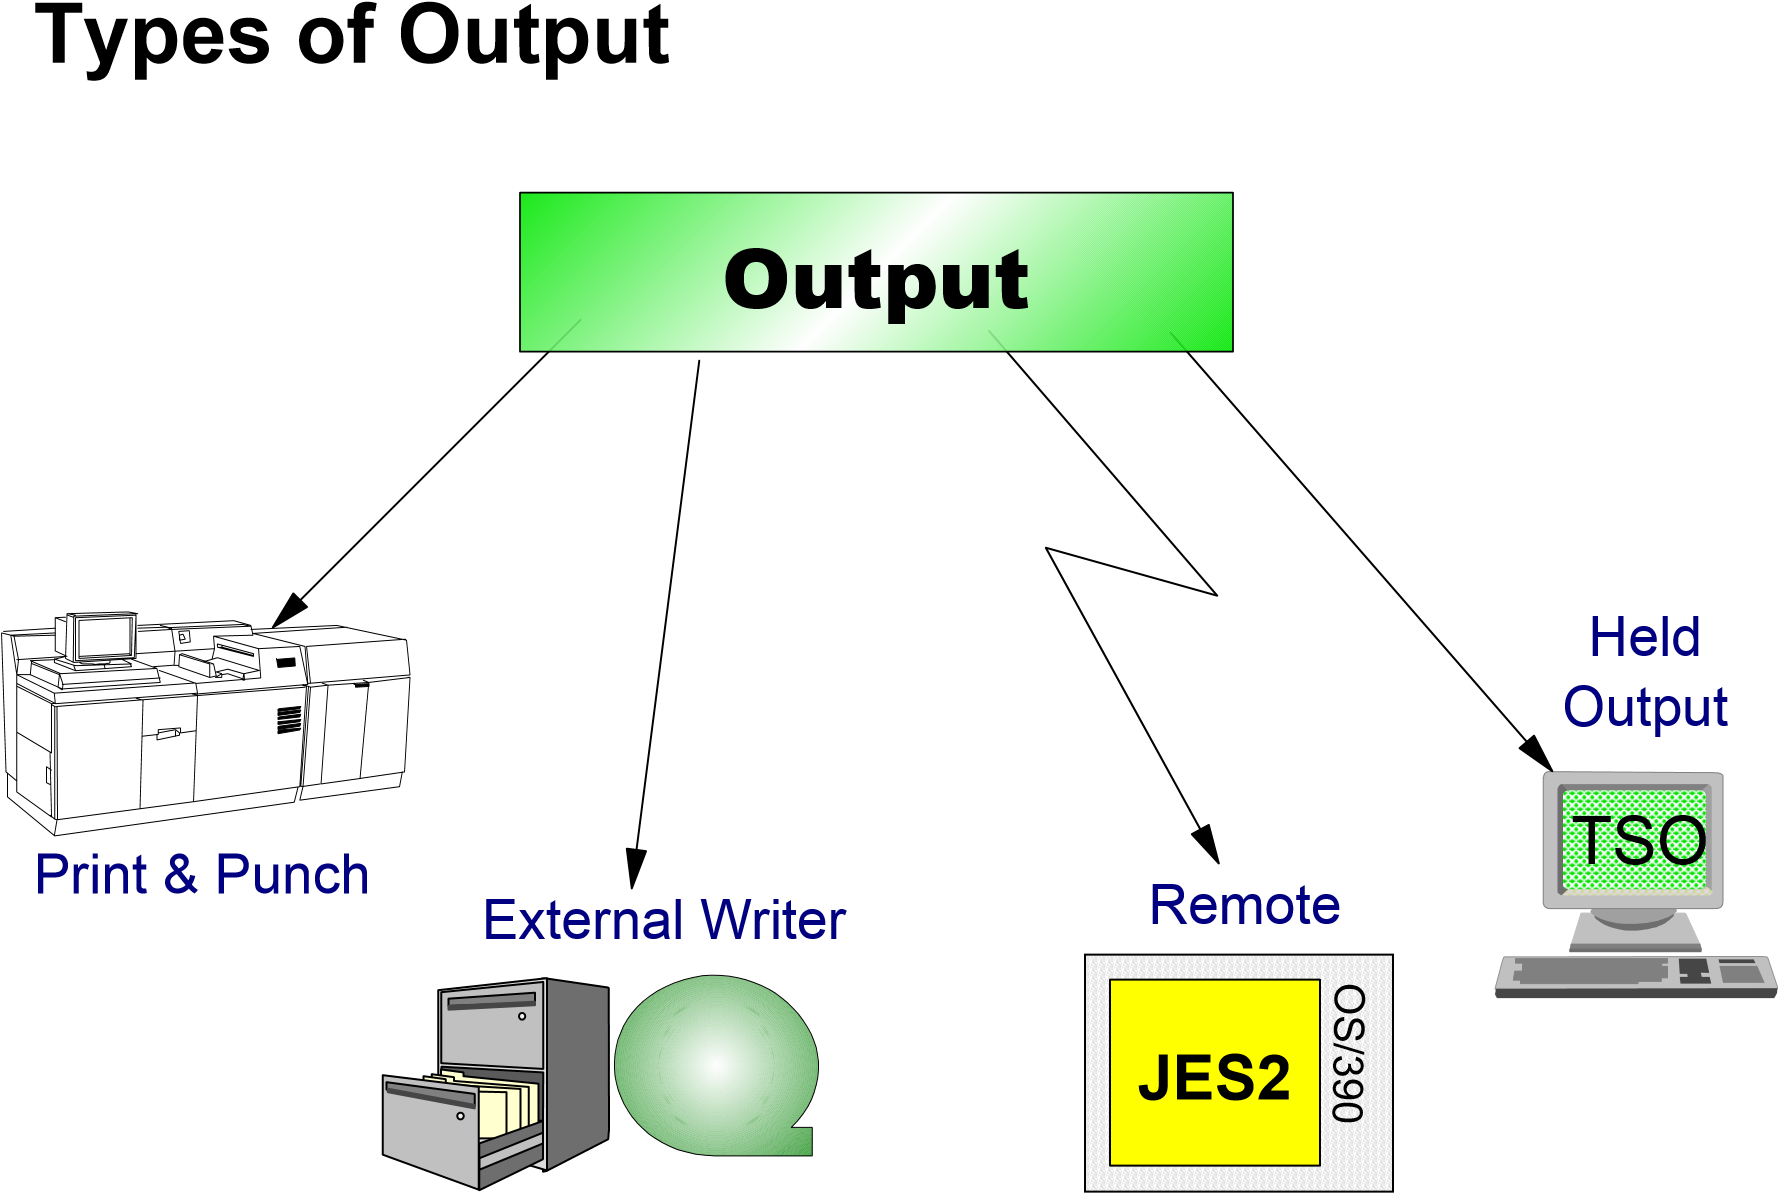 Types of Output
Output
Print & Punch
External Writer
Remote
JES2
OS/390
Held
Output
TSO